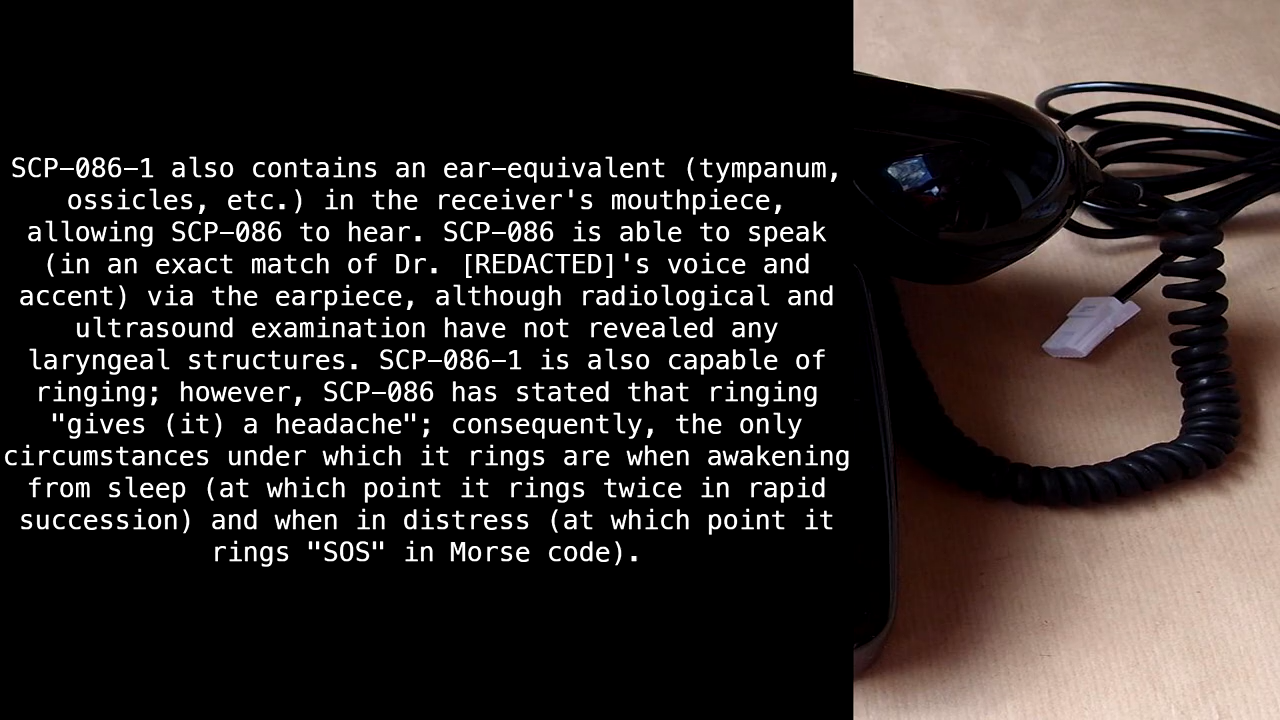 SCP-086-1 also contains an ear-equivalent (tympanum,
ossicles, etc.) in the receiver's mouthpiece,
allowing SCP-086 to hear. SCP-086 is able to speak
(in an exact match of Dr. [REDACTED]'s voice and
accent) via the earpiece, although radiological and
ultrasound examination have not revealed any
laryngeal structures. SCP-086-1 is also capable of
ringing; however, SCP-086 has stated that ringing
"gives (it) a headache"; consequently, the only
circumstances under which it rings are when awakening
from sleep (at which point it rings twice in rapid
succession) and when in distress (at which point it
rings "SOS" in Morse code).